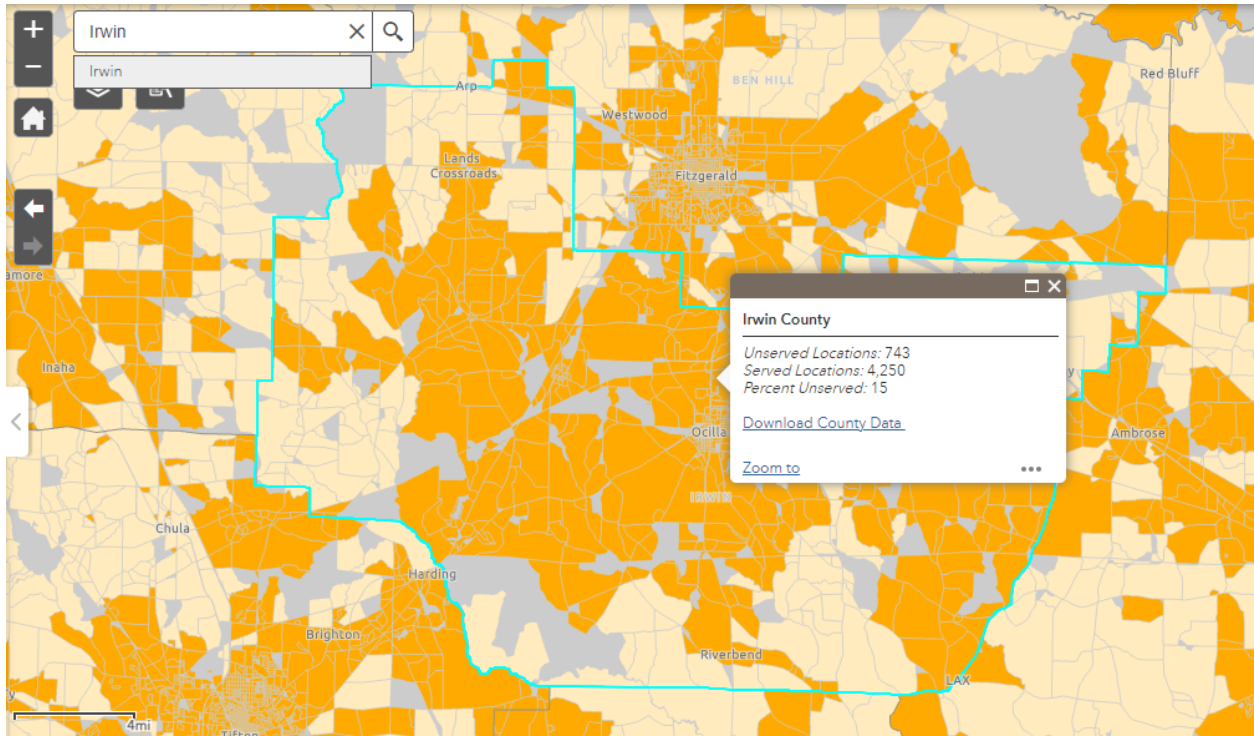 +
Irwin
Irwin
−
Arp
BEN HILL
Red Bluff
Westwood
Lands
Crossroads
Fitzgerald
amore
Inaha
Irwin County
Unserved Locations: 743
Served Locations: 4,250
Percent Unserved: 15
Download County Data
Zoom to
Ocilla
Ambrose
IRWIN
Chula
Harding
Brighton
Riverbend
LAX
4mi
Tifton